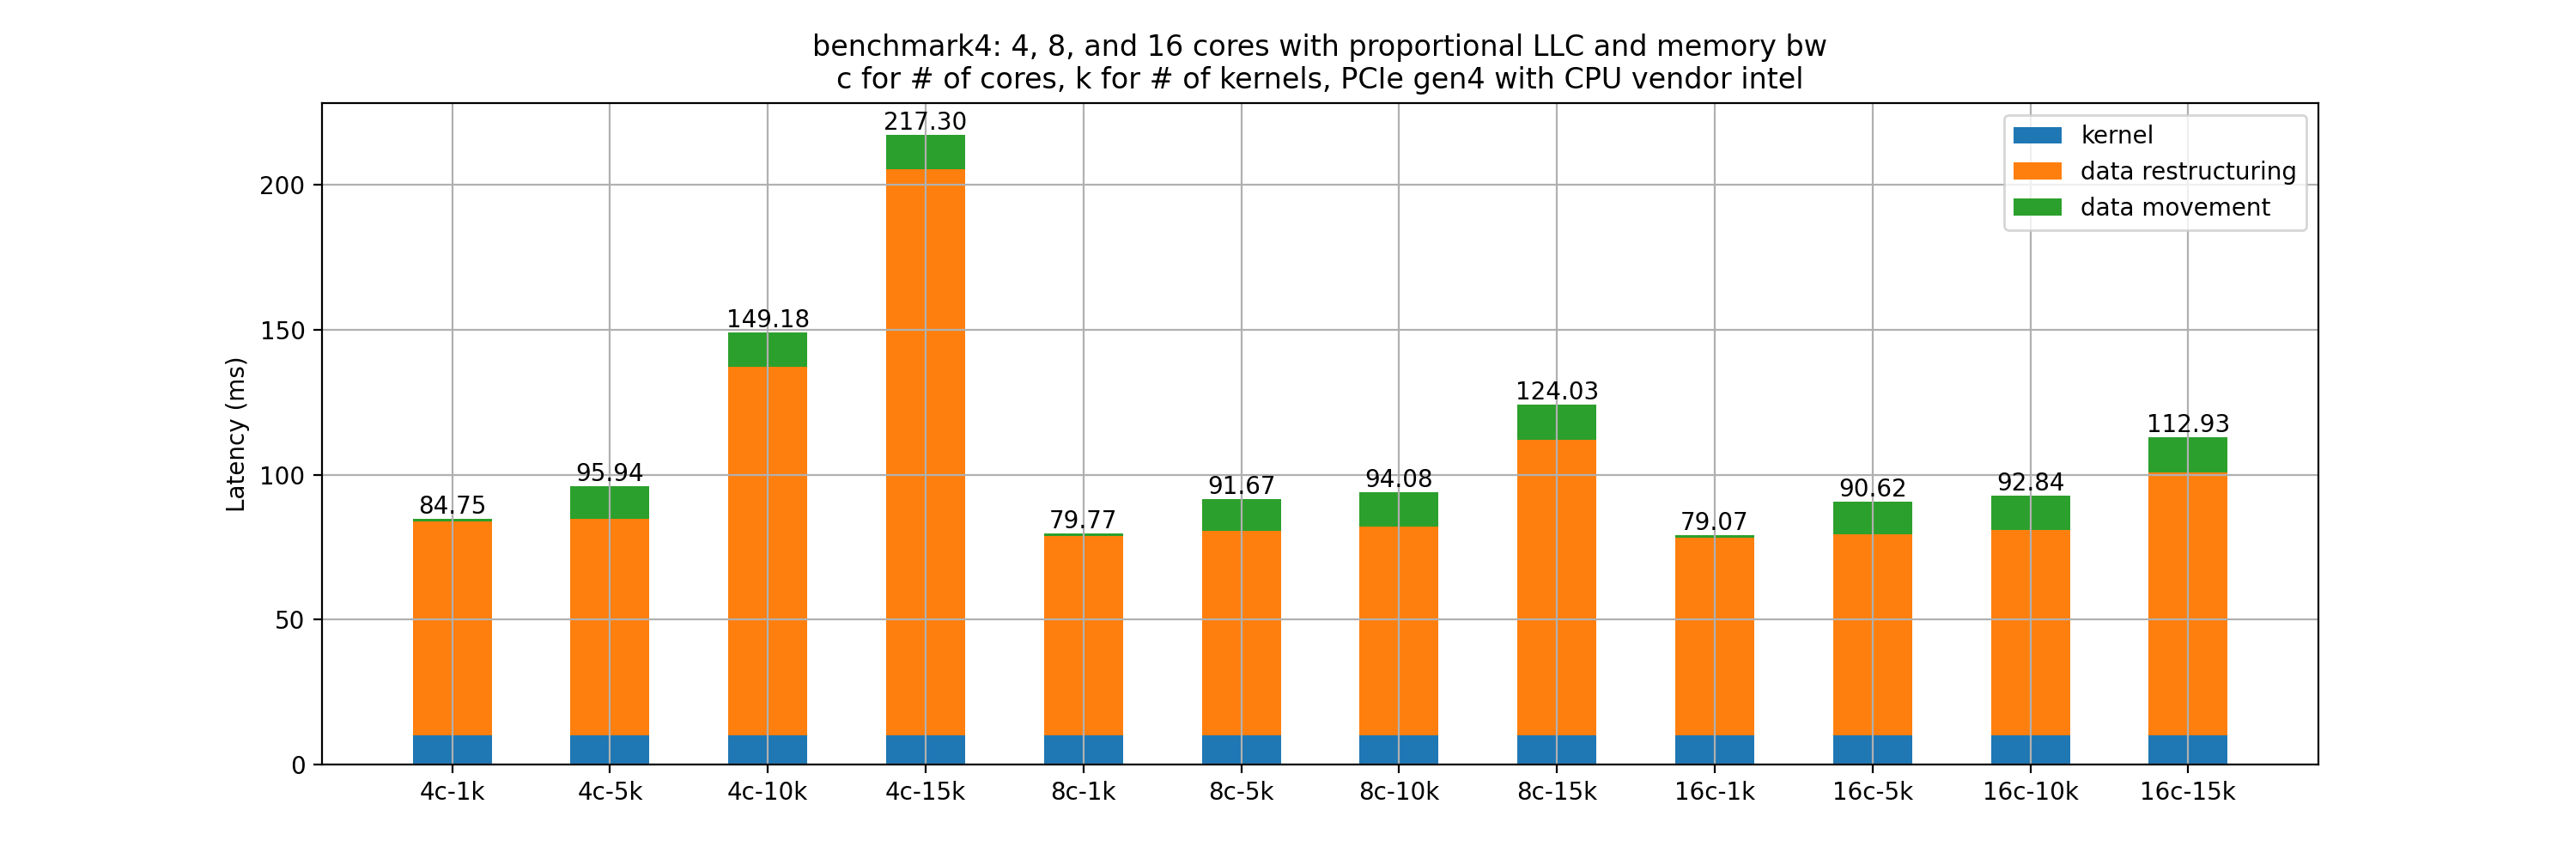 benchmark4: 4, 8, and 16 cores with proportional LLC and memory bw
c for # of cores, k for # of kernels, PCIe gen4 with CPU vendor intel
kernel
data restructuring
data movement
Latency (ms)
200
150
100
50
0
84.75
95.94
149.18
217.30
79.77
91.67
94.08
124.03
79.07
90.62
92.84
112.93
4c-1k
4c-5k
4c-10k
4c-15k
8c-1k
8c-5k
8c-10k
8c-15k
16c-1k
16c-5k
16c-10k
16c-15k